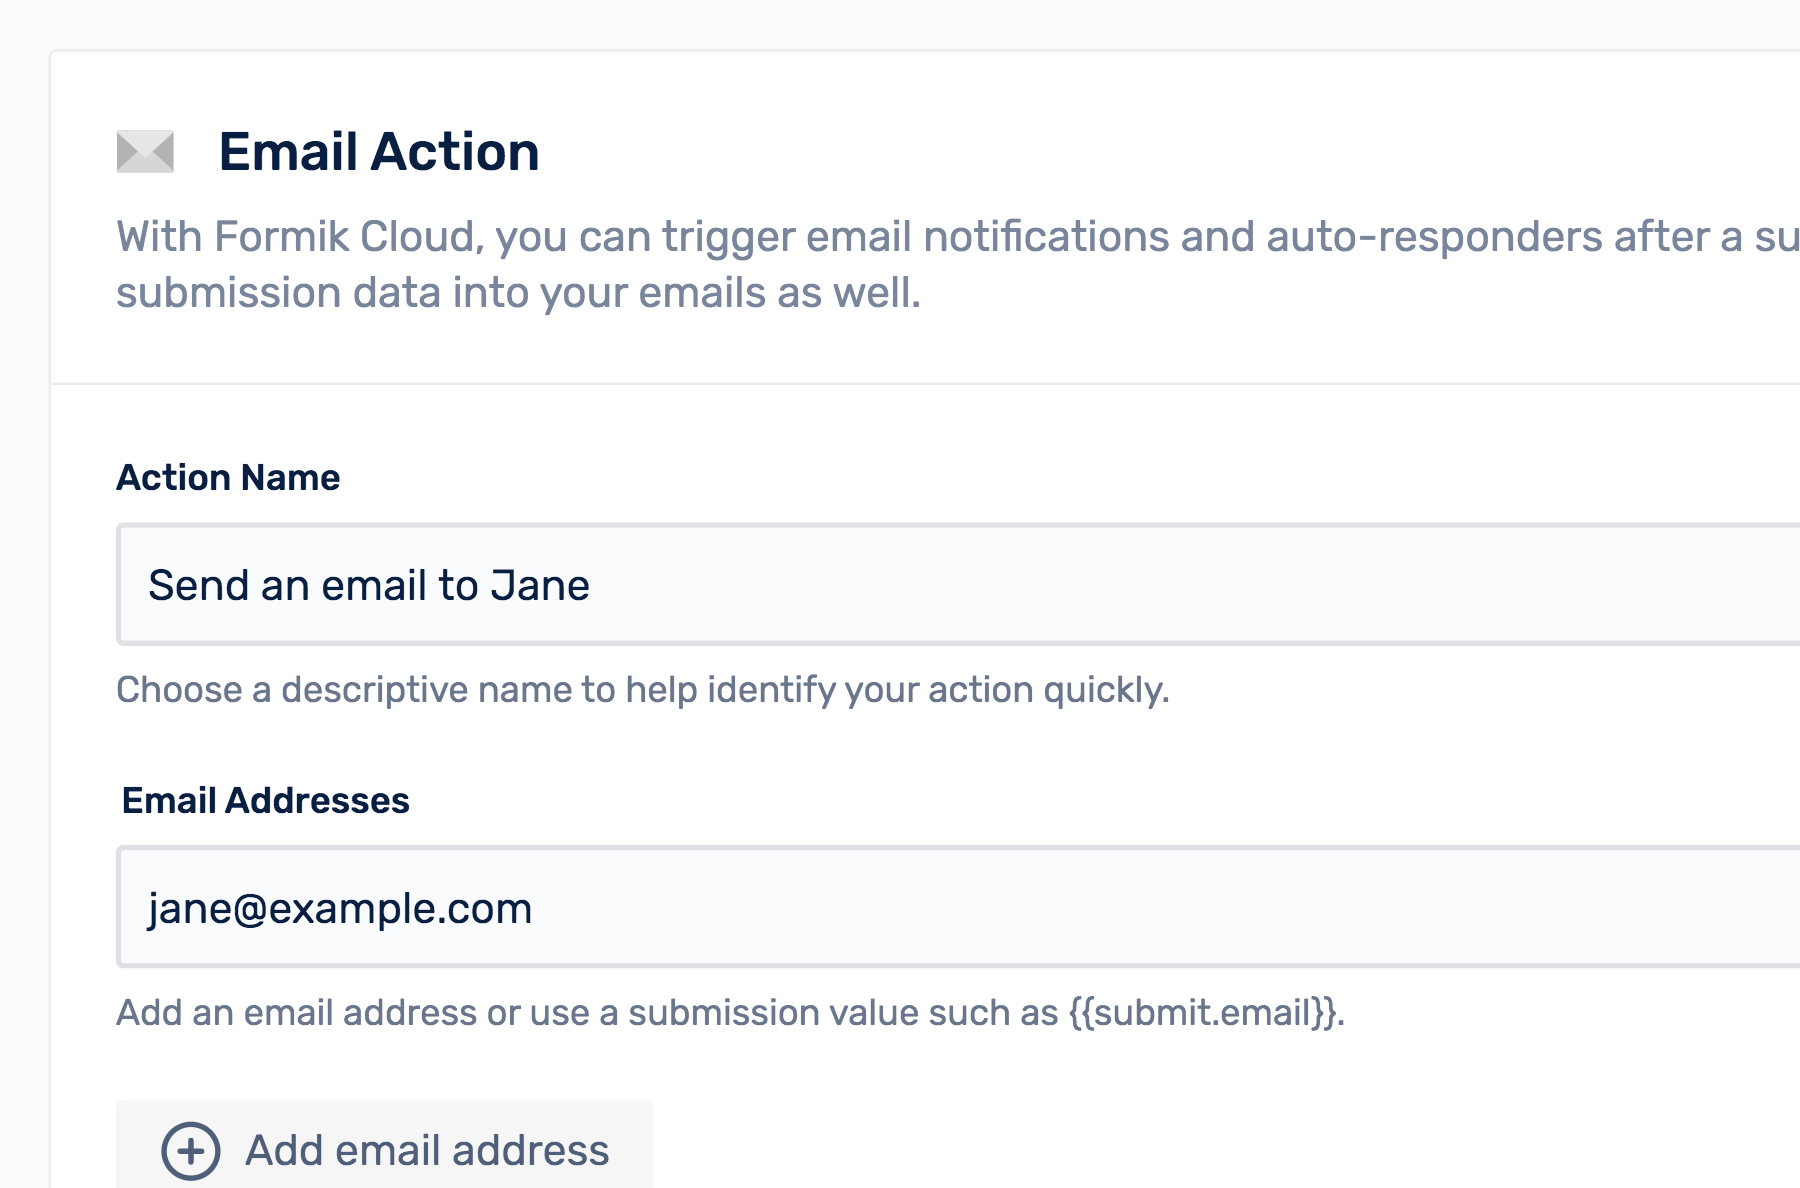 Email Action
With Formik Cloud, you can trigger email notifications and auto-responders after a
submission data into your emails as well.
Action Name
Send an email to Jane
Choose a descriptive name to help identify your action quickly.
Email Addresses
jane@example.com
Add an email address or use a submission value such as {{submit.email}}.
Add email address